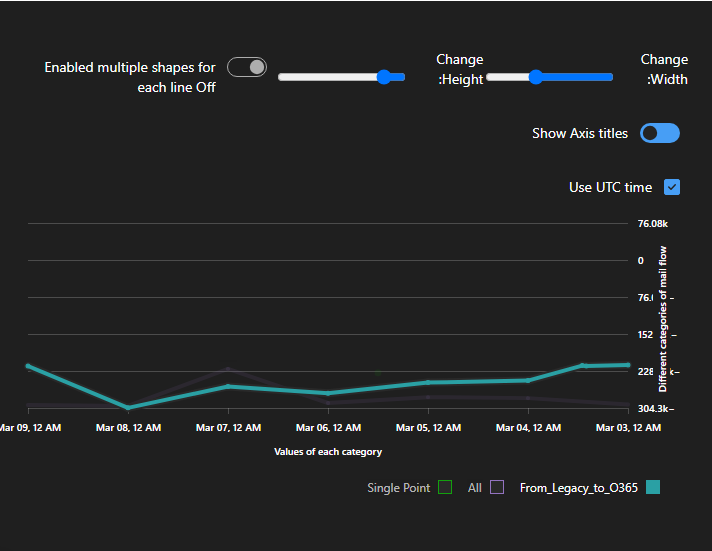 Enabled multiple shapes for
each line Off
Change
:Height
Change
:Width
Show Axis titles
Use UTC time
76.08k
0
76.0
152
228
k–
304.3k–
Different categories of mail flow
Mar 09, 12 AM
Mar 08, 12 AM
Mar 07, 12 AM
Mar 06, 12 AM
Mar 05, 12 AM
Mar 04, 12 AM
Mar 03, 12 AM
Values of each category
Single Point
All
From_Legacy_to_O365